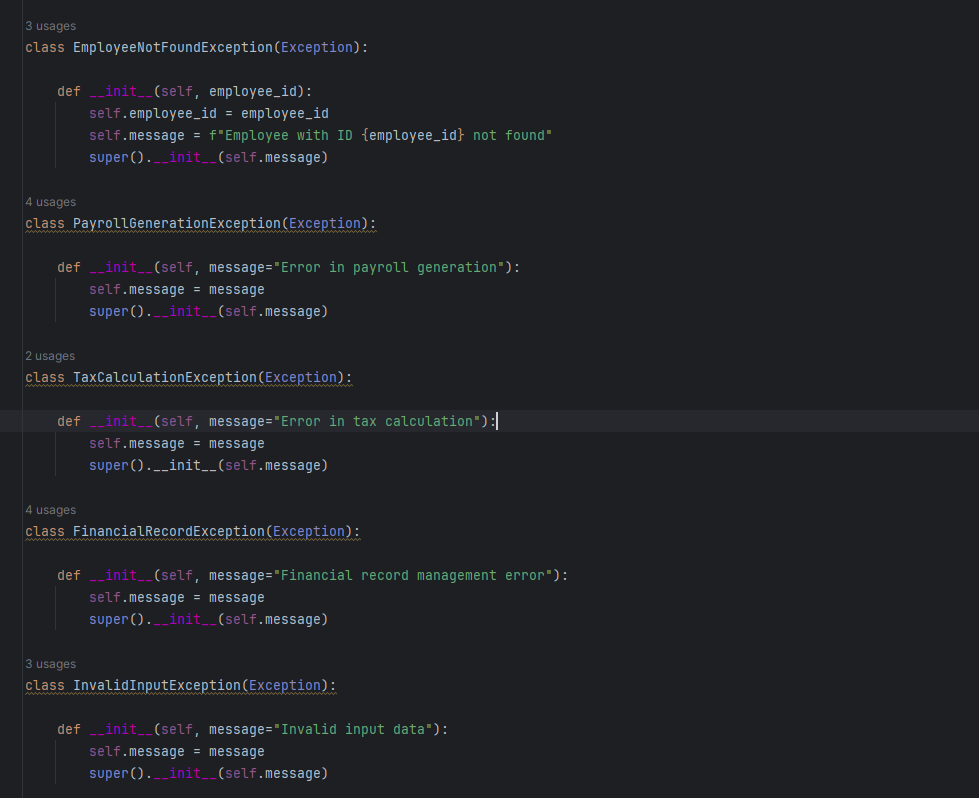 3 usages
class EmployeeNotFoundException(Exception):
    def __init__(self, employee_id):
        self.employee_id = employee_id
        self.message = f"Employee with ID {employee_id} not found"
        super().__init__(self.message)
4 usages
class PayrollGenerationException(Exception):
    def __init__(self, message="Error in payroll generation"):
        self.message = message
        super().__init__(self.message)
2 usages
class TaxCalculationException(Exception):
    def __init__(self, message="Error in tax calculation"):
        self.message = message
        super().__init__(self.message)
4 usages
class FinancialRecordException(Exception):
    def __init__(self, message="Financial record management error"):
        self.message = message
        super().__init__(self.message)
3 usages
class InvalidInputException(Exception):
    def __init__(self, message="Invalid input data"):
        self.message = message
        super().__init__(self.message)